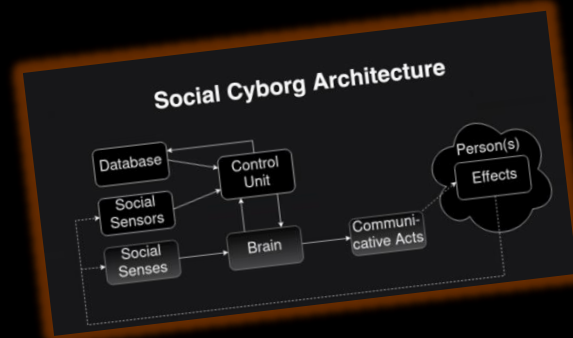 Social Cyborg Architecture
Database
Control
Unit
Person(s)
Effects
Social
Sensors
Social
Senses
Brain
Communi-
cative Acts